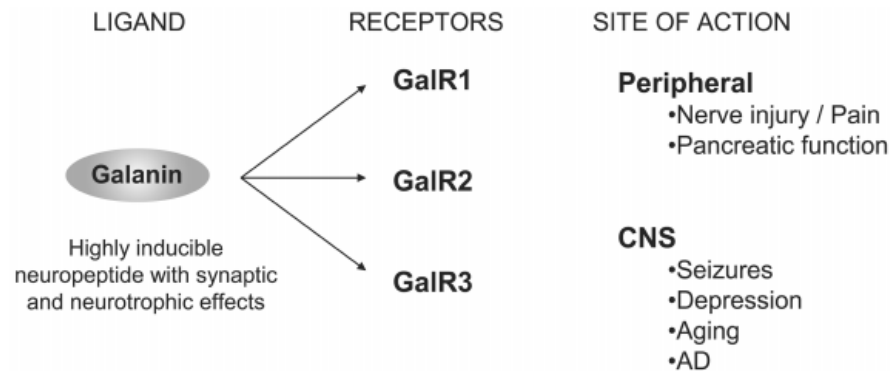 LIGAND
RECEPTORS
SITE OF ACTION
Galanin
Highly inducible
neuropeptide with synaptic
and neurotrophic effects
GalR1
GalR2
GalR3
Peripheral
•Nerve injury / Pain
•Pancreatic function
CNS
•Seizures
•Depression
•Aging
•AD